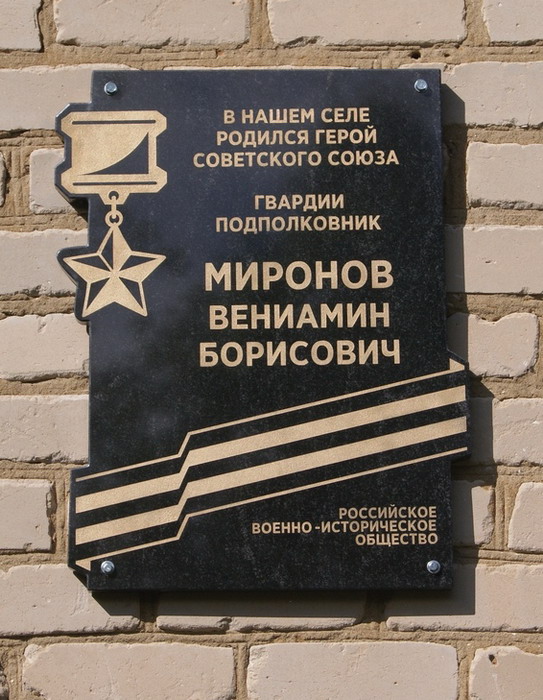 В НАШЕМ СЕЛЕ
РОДИЛСЯ ГЕРОЙ
СОВЕТСКОГО СОЮЗА
ГВАРДИИ
ПОДПОЛКОВНИК
МИРОНОВ
ВЕНИАМИН
БОРИСОВИЧ
РОССИЙСКОЕ
ВОЕННО-ИСТОРИЧЕСКОЕ
ОБЩЕСТВО